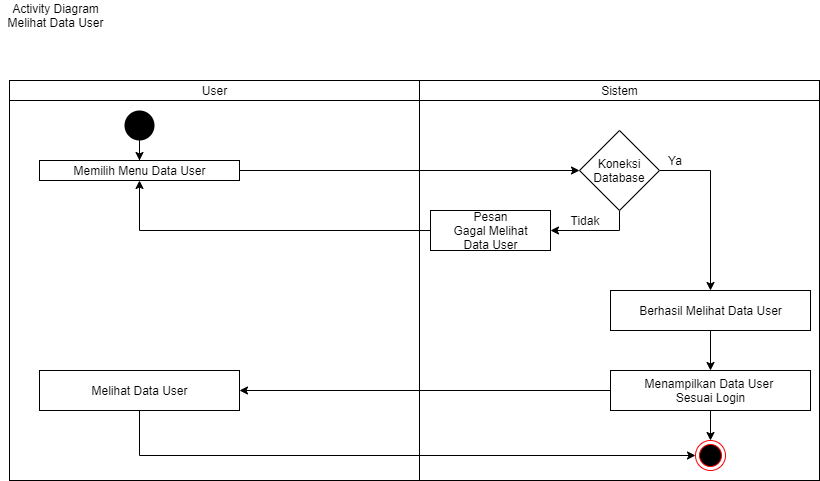 Activity Diagram
Melihat Data User
User
Sistem
Memilih Menu Data User
Koneksi
Database
Ya
Tidak
Pesan
Gagal Melihat
Data User
Berhasil Melihat Data User
Melihat Data User
Menampilkan Data User
Sesuai Login